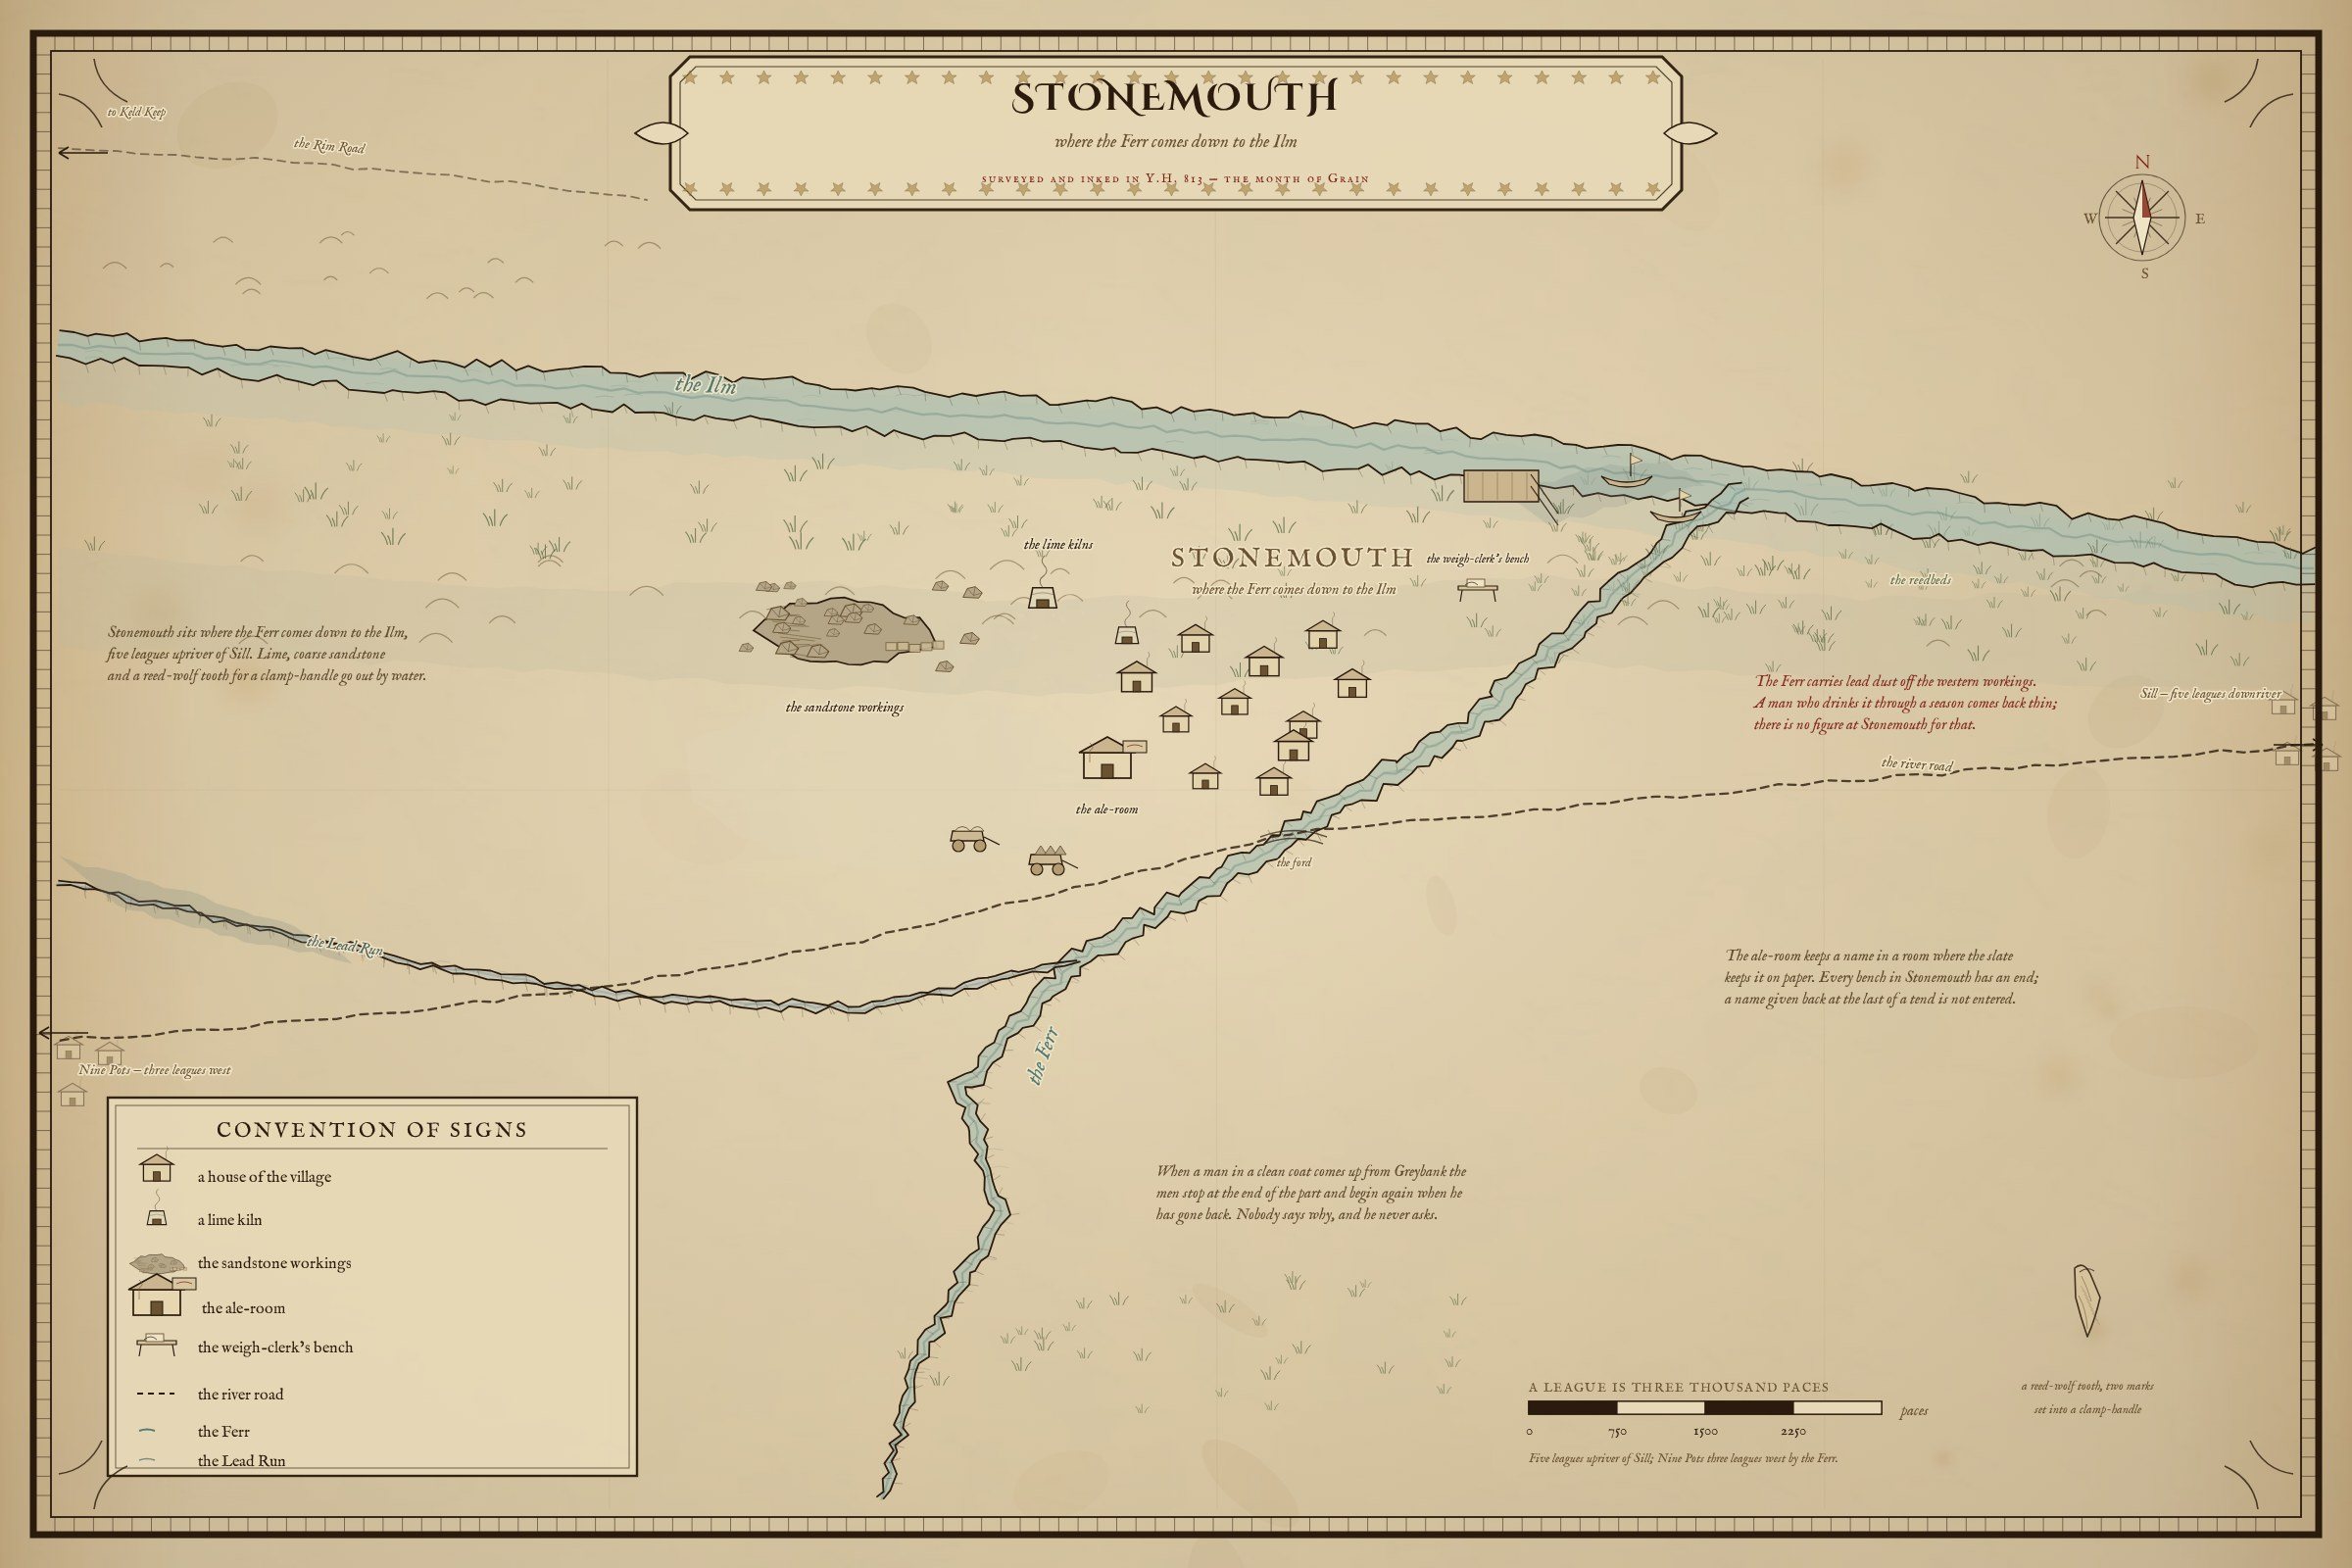 STONEMOUTH
where the Ferr comes down to the Ilm
SURVEYED AND INKED IN Y.H. 813 — THE MONTH OF GRAIN
to Keld Keep
the Rim Road
N
W
E
S
the Ilm
the lime kilns
STONEMOUTH
where the Ferr comes down to the Ilm
the weigh-clerk's bench
the reedbeds
Stonemouth sits where the Ferr comes down to the Ilm,
five leagues upriver of Sill. Lime, coarse sandstone
and a reed-wolf tooth for a clamp-handle go out by water.
the sandstone workings
The Ferr carries lead dust off the western workings.
A man who drinks it through a season comes back thin;
there is no figure at Stonemouth for that.
Sill – five leagues downriver
the river road
the ale-room
the ford
the Lead Run
The ale-room keeps a name in a room where the slate
keeps it on paper. Every bench in Stonemouth has an end;
a name given back at the last of a tend is not entered.
the Ferr
Nine Pots – three leagues west
CONVENTION OF SIGNS
a house of the village
a lime kiln
the sandstone workings
the ale-room
the weigh-clerk's bench
the river road
the Ferr
the Lead Run
When a man in a clean coat comes up from Greybank the
men stop at the end of the part and begin again when he
has gone back. Nobody says why, and he never asks.
A LEAGUE IS THREE THOUSAND PACES
paces
0 750 1500 2250
Five leagues upriver of Sill; Nine Pots three leagues west by the Ferr.
a reed-wolf tooth, two marks
set into a clamp-handle